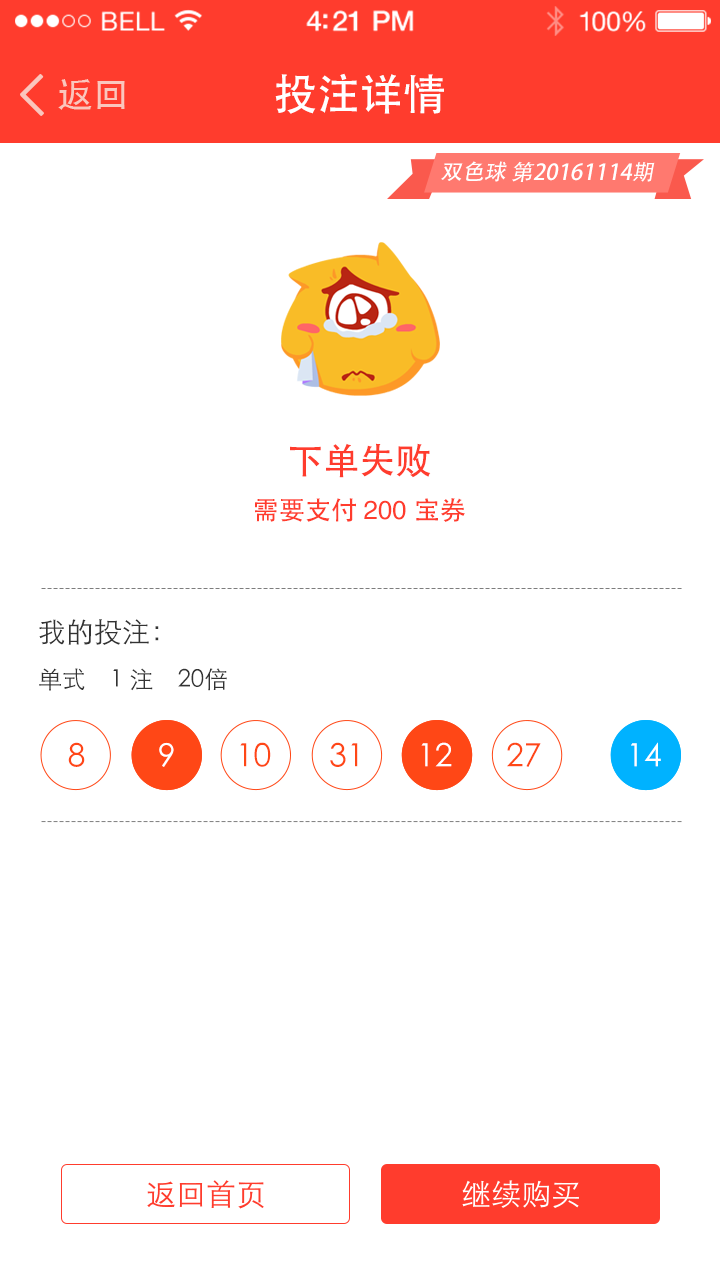 BELL 4:21 PM 100%
返回 投注详情
双色球 第20161114期
下单失败
需要支付 200 宝券
我的投注：
单式 1 注 20倍
8 9 10 31 12 27 14
返回首页 继续购买